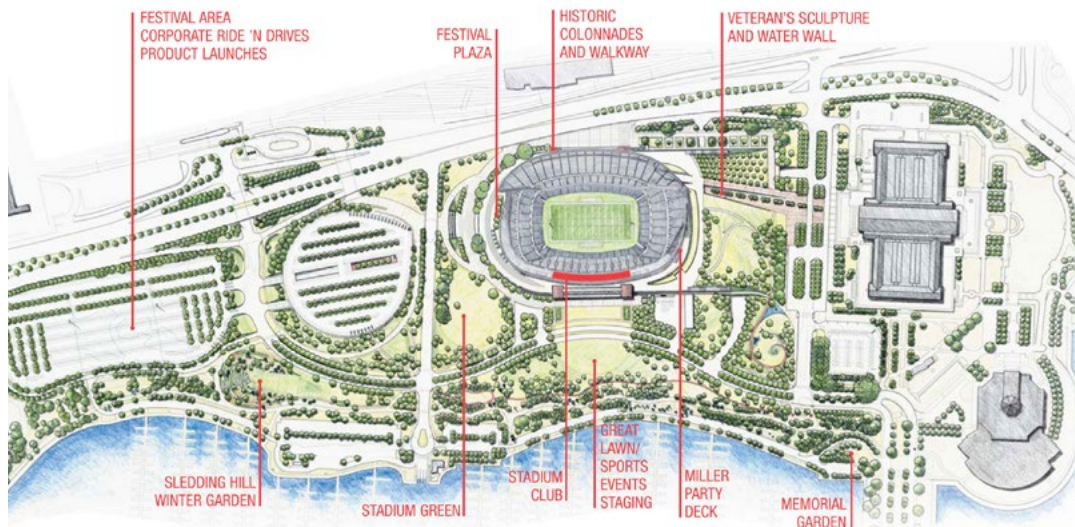 FESTIVAL AREA
CORPORATE RIDE 'N DRIVES
PRODUCT LAUNCHES
FESTIVAL
PLAZA
HISTORIC
COLONNADES
AND WALKWAY
VETERAN'S SCULPTURE
AND WATER WALL
SLEDDING HILL
WINTER GARDEN
STADIUM GREEN
STADIUM
CLUB
GREAT
LAWN/
SPORTS
EVENTS
STAGING
MILLER
PARTY
DECK
MEMORIAL
GARDEN